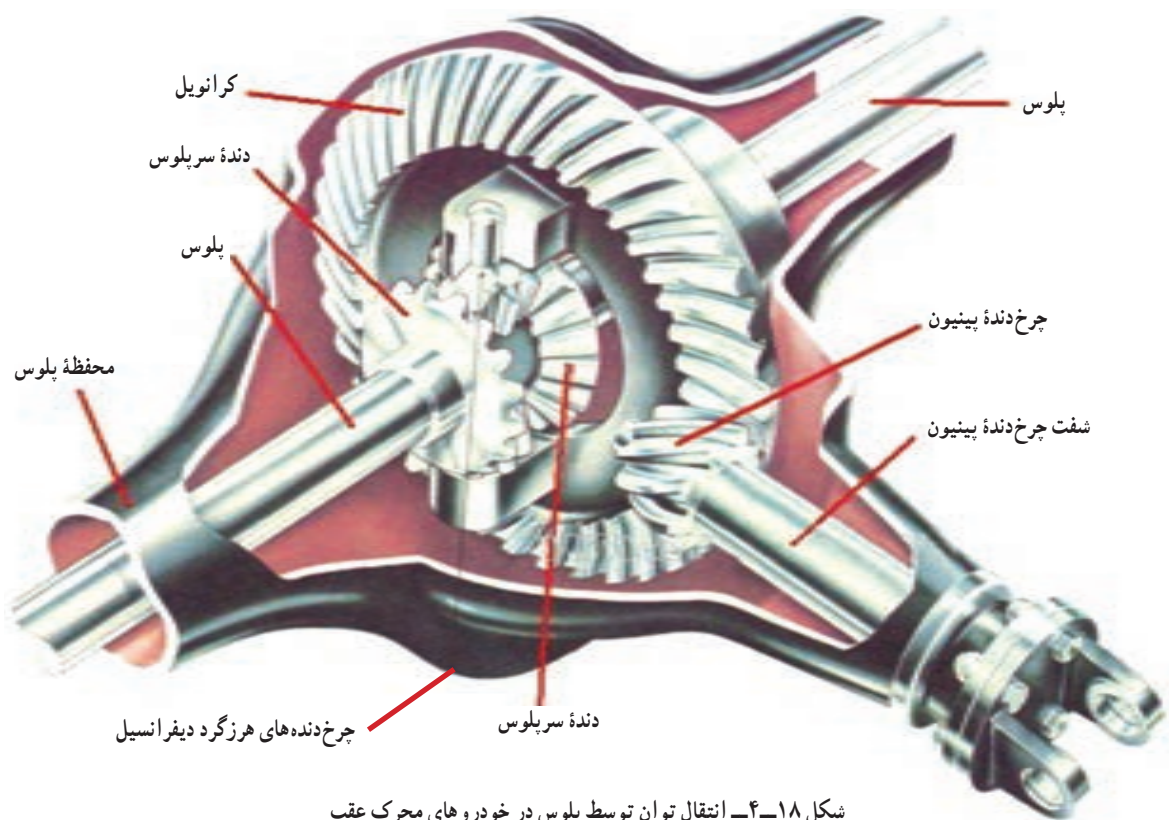 کرانویل
پلوس
دندهٔ سرپلوس
پلوس
چرخ‌دندهٔ پینیون
محفظهٔ پلوس
شفت چرخ‌دندهٔ پینیون
دندهٔ سرپلوس
چرخ‌دنده‌های هرزگرد دیفرانسیل
شکل ۱۸ــ۴ــ انتقال توان توسط پلوس در خودروهای محرک عقب